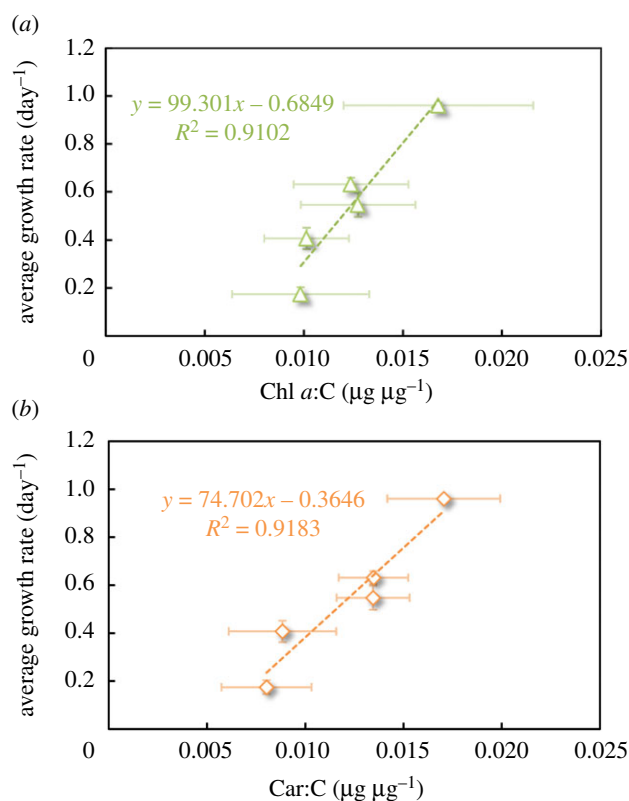 (a)
1.2
1.0
0.8
0.6
0.4
0.2
0
average growth rate (day⁻¹)
y = 99.301x – 0.6849
R² = 0.9102
0.005 0.010 0.015 0.020 0.025
Chl a:C (µg µg⁻¹)
(b)
1.2
1.0
0.8
0.6
0.4
0.2
0
average growth rate (day⁻¹)
y = 74.702x – 0.3646
R² = 0.9183
0.005 0.010 0.015 0.020 0.025
Car:C (µg µg⁻¹)